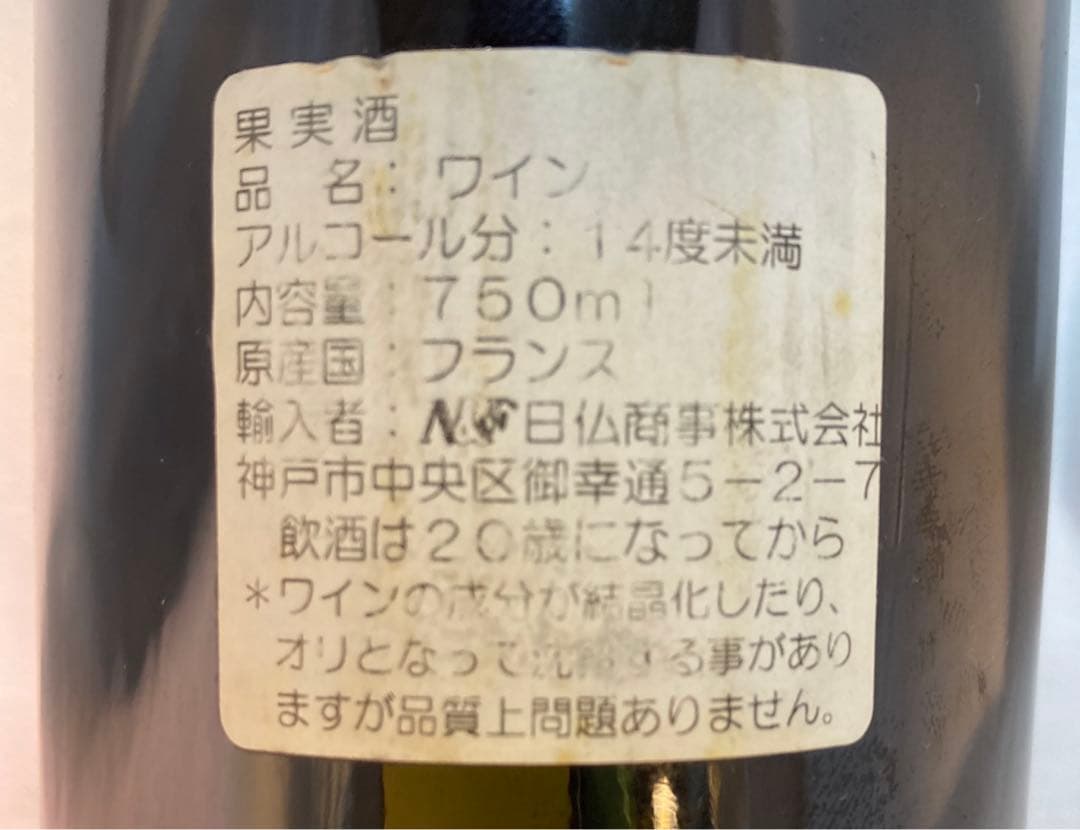 果実酒
品 名: ワイン
アルコール分: 14度未満
内容量: 750ml
原産国: フランス
輸入者: 日仏商事株式会社
神戸市中央区御幸通5-2-7
飲酒は20歳になってから
*ワインの成分が結晶化したり、
オリとなって沈する事があり
ますが品質上問題ありません。